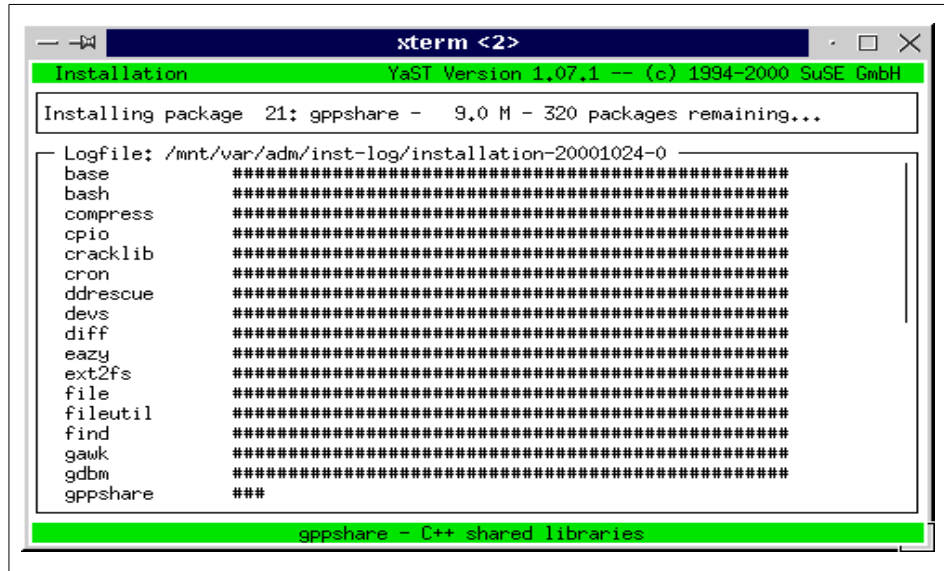 xterm <2>
Installation YaST Version 1.07.1 -- (c) 1994-2000 SuSE GmbH
Installing package 21: gppshare - 9.0 M - 320 packages remaining...
Logfile: /mnt/var/adm/inst-log/installation-20001024-0
base ##################################################
bash ##################################################
compress ##################################################
cpio ##################################################
cracklib ##################################################
cron ##################################################
ddrescue ##################################################
devs ##################################################
diff ##################################################
eazy ##################################################
ext2fs ##################################################
file ##################################################
fileutil ##################################################
find ##################################################
gawk ##################################################
gdbm ##################################################
gppshare ###
gppshare - C++ shared libraries